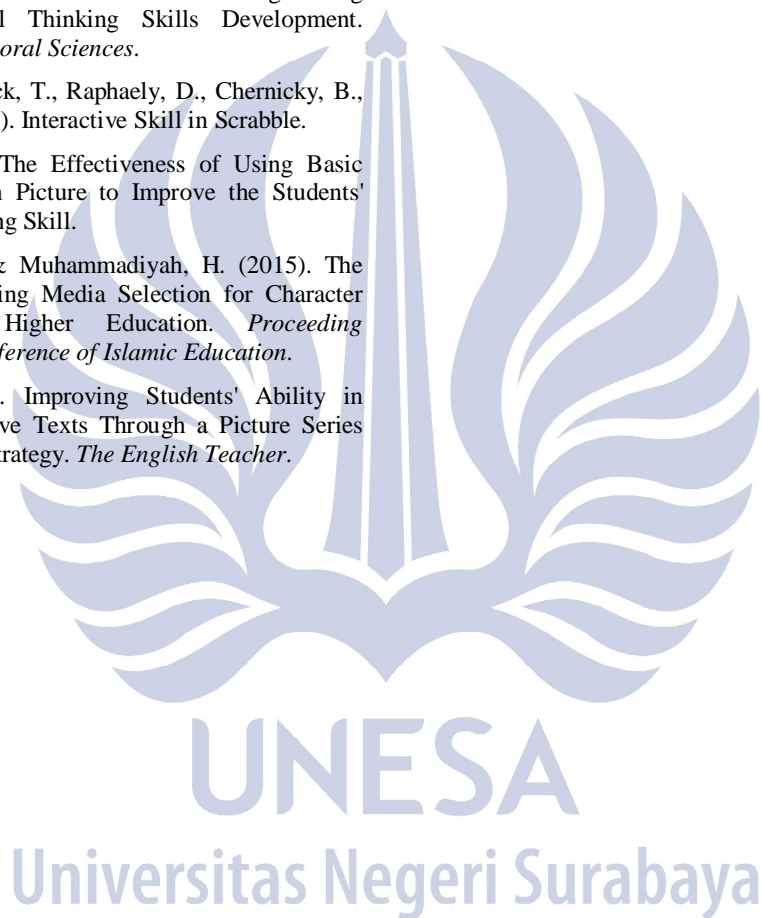 l Thinking Skills Development.
oral Sciences.
ck, T., Raphaely, D., Chernicky, B.,
). Interactive Skill in Scrabble.
The Effectiveness of Using Basic
n Picture to Improve the Students'
ng Skill.
& Muhammadiyah, H. (2015). The
ing Media Selection for Character
Higher Education. Proceeding
ference of Islamic Education.
. Improving Students' Ability in
ve Texts Through a Picture Series
trategy. The English Teacher.
UNESA
Universitas Negeri Surabaya